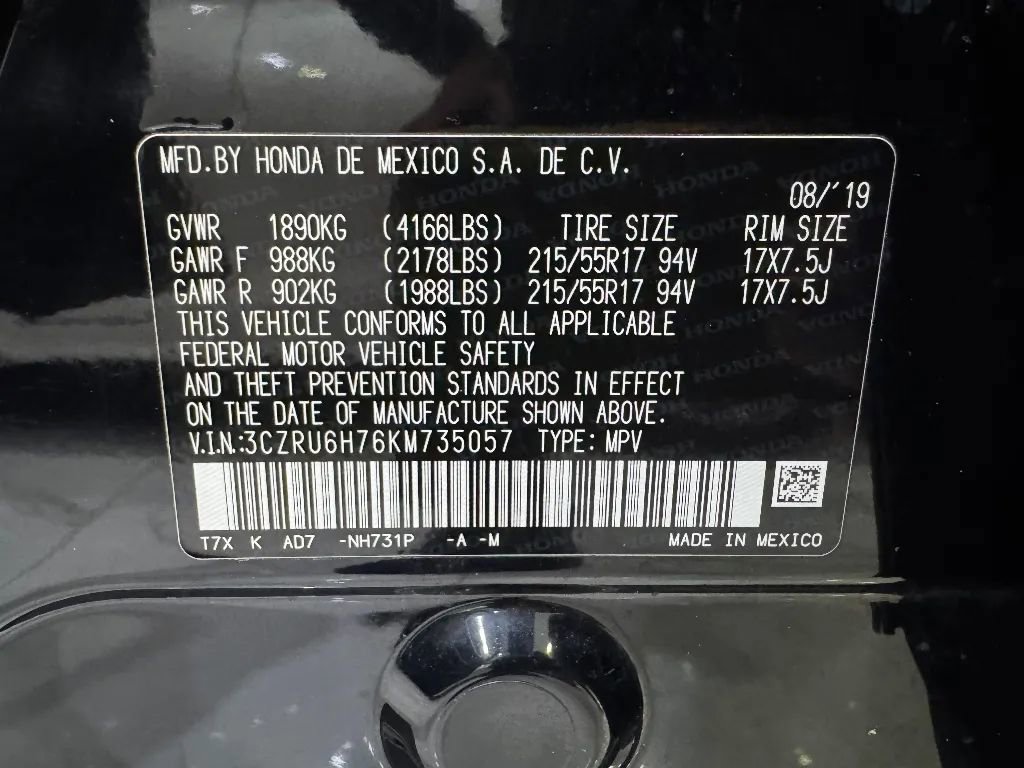 MFD.BY HONDA DE MEXICO S.A. DE C.V.
08/'19
GVWR 1890KG (4166LBS) TIRE SIZE RIM SIZE
GAWR F 988KG (2178LBS) 215/55R17 94V 17X7.5J
GAWR R 902KG (1988LBS) 215/55R17 94V 17X7.5J
THIS VEHICLE CONFORMS TO ALL APPLICABLE
FEDERAL MOTOR VEHICLE SAFETY
AND THEFT PREVENTION STANDARDS IN EFFECT
ON THE DATE OF MANUFACTURE SHOWN ABOVE.
V.I.N.:3CZRU6H76KM735057 TYPE: MPV
T7X K AD7 -NH731P -A -M MADE IN MEXICO